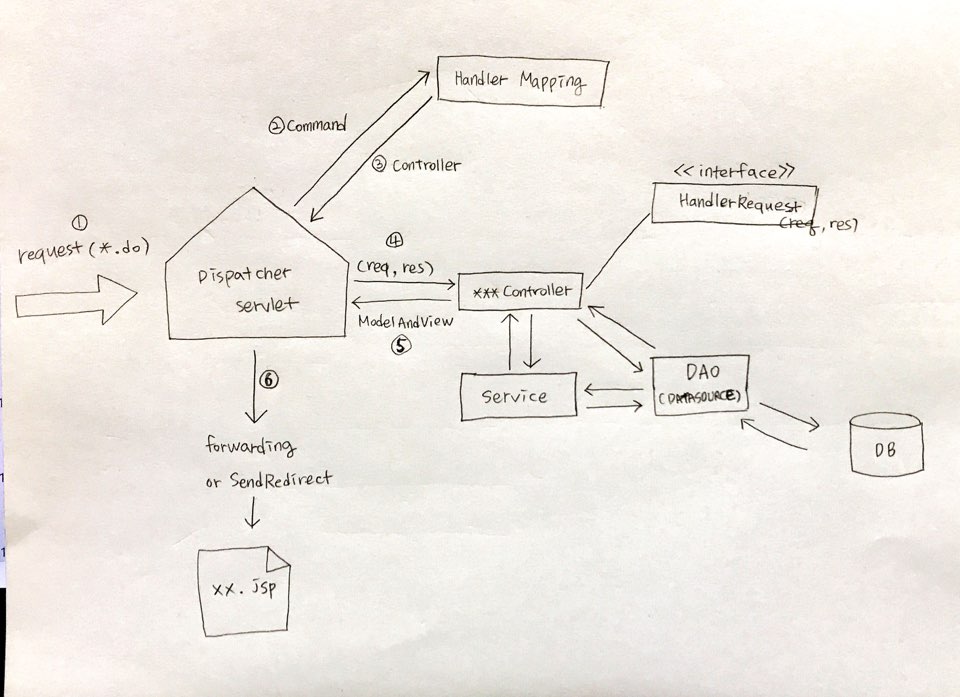 Handler Mapping
② Command
③ Controller
<<interface>>
HandlerRequest
(req, res)
①
request(*.do)
Dispatcher
servlet
④
(req, res)
***Controller
ModelAndView
⑤
Service
DAO
(DATASOURCE)
DB
⑥
forwarding
or SendRedirect
xx.jsp